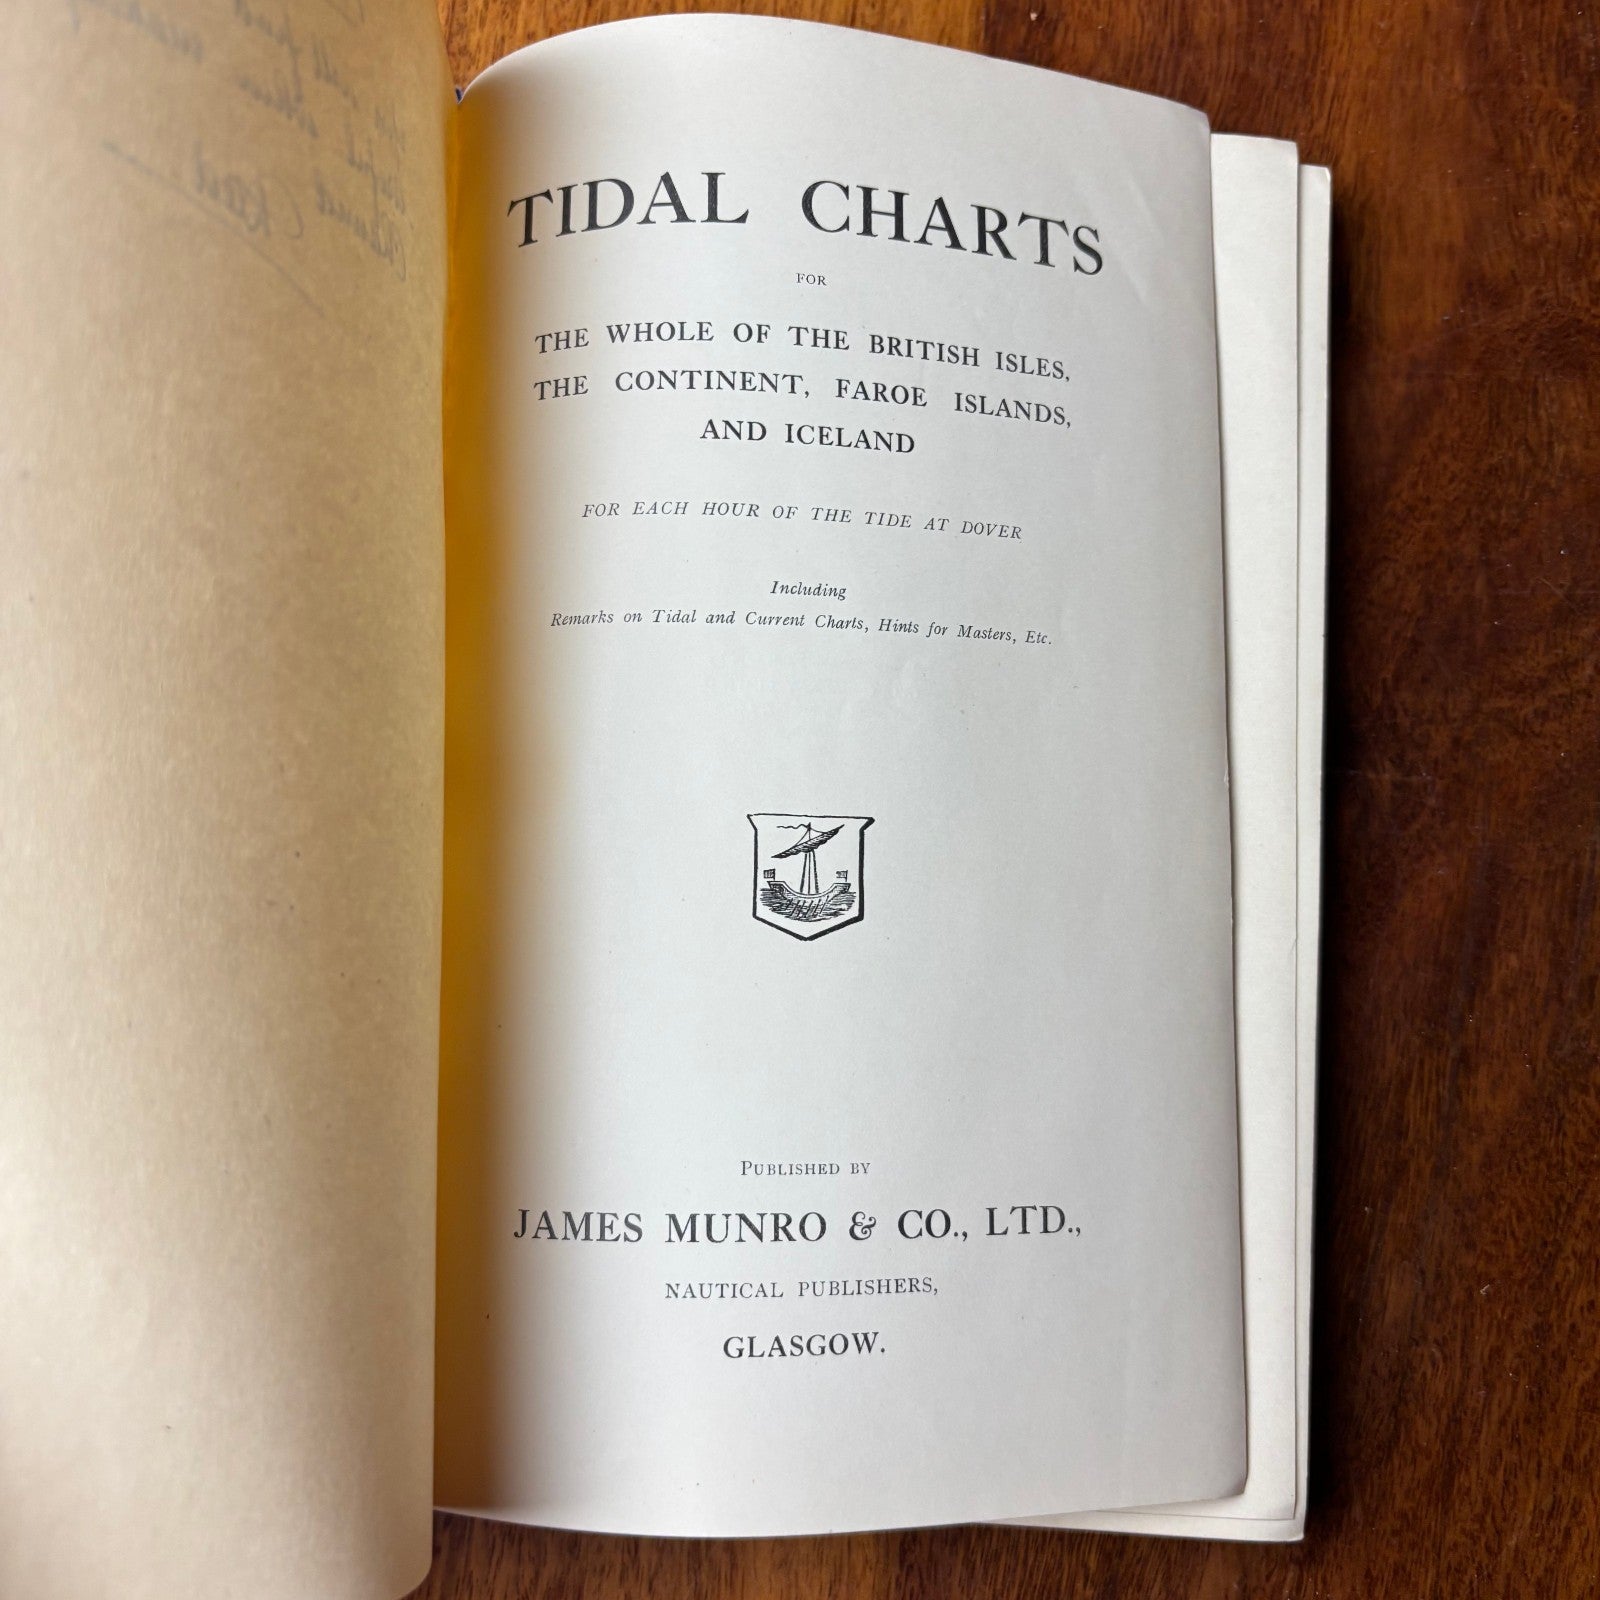 TIDAL CHARTS
FOR
THE WHOLE OF THE BRITISH ISLES,
THE CONTINENT, FAROE ISLANDS,
AND ICELAND
FOR EACH HOUR OF THE TIDE AT DOVER
Including
Remarks on Tidal and Current Charts, Hints for Masters, Etc.
PUBLISHED BY
JAMES MUNRO & CO., LTD.,
NAUTICAL PUBLISHERS,
GLASGOW.